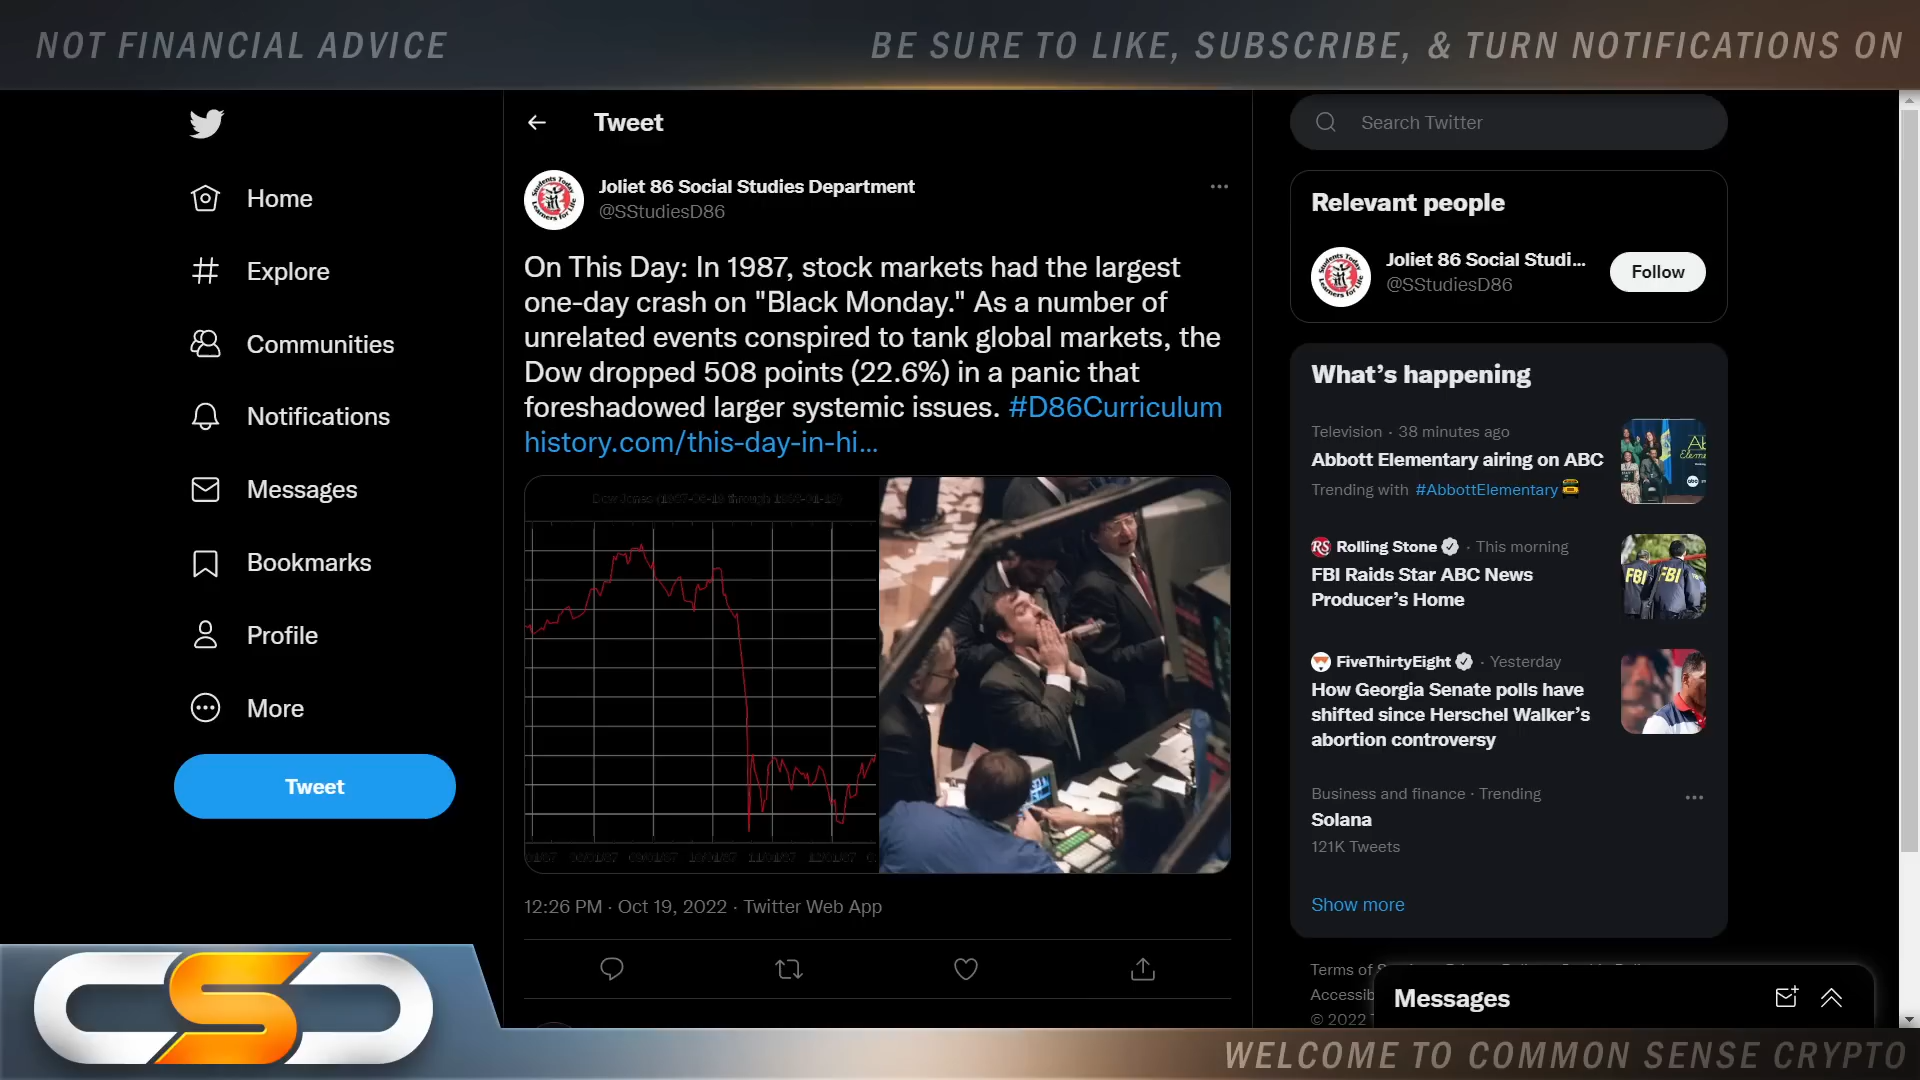 NOT FINANCIAL ADVICE
BE SURE TO LIKE, SUBSCRIBE, & TURN NOTIFICATIONS ON
Home
Explore
Communities
Notifications
Messages
Bookmarks
Profile
More
Tweet
Tweet
Joliet 86 Social Studies Department
@SStudiesD86
On This Day: In 1987, stock markets had the largest
one-day crash on "Black Monday." As a number of
unrelated events conspired to tank global markets, the
Dow dropped 508 points (22.6%) in a panic that
foreshadowed larger systemic issues. #D86Curriculum
history.com/this-day-in-hi...
12:26 PM · Oct 19, 2022 · Twitter Web App
Search Twitter
Relevant people
Joliet 86 Social Studi...
@SStudiesD86
Follow
What's happening
Television · 38 minutes ago
Abbott Elementary airing on ABC
Trending with #AbbottElementary
RS Rolling Stone · This morning
FBI Raids Star ABC News
Producer's Home
FBI FBI
FiveThirtyEight · Yesterday
How Georgia Senate polls have
shifted since Herschel Walker's
abortion controversy
Business and finance · Trending
Solana
121K Tweets
Show more
Terms of
© 2022
Messages
CSC
WELCOME TO COMMON SENSE CRYPTO